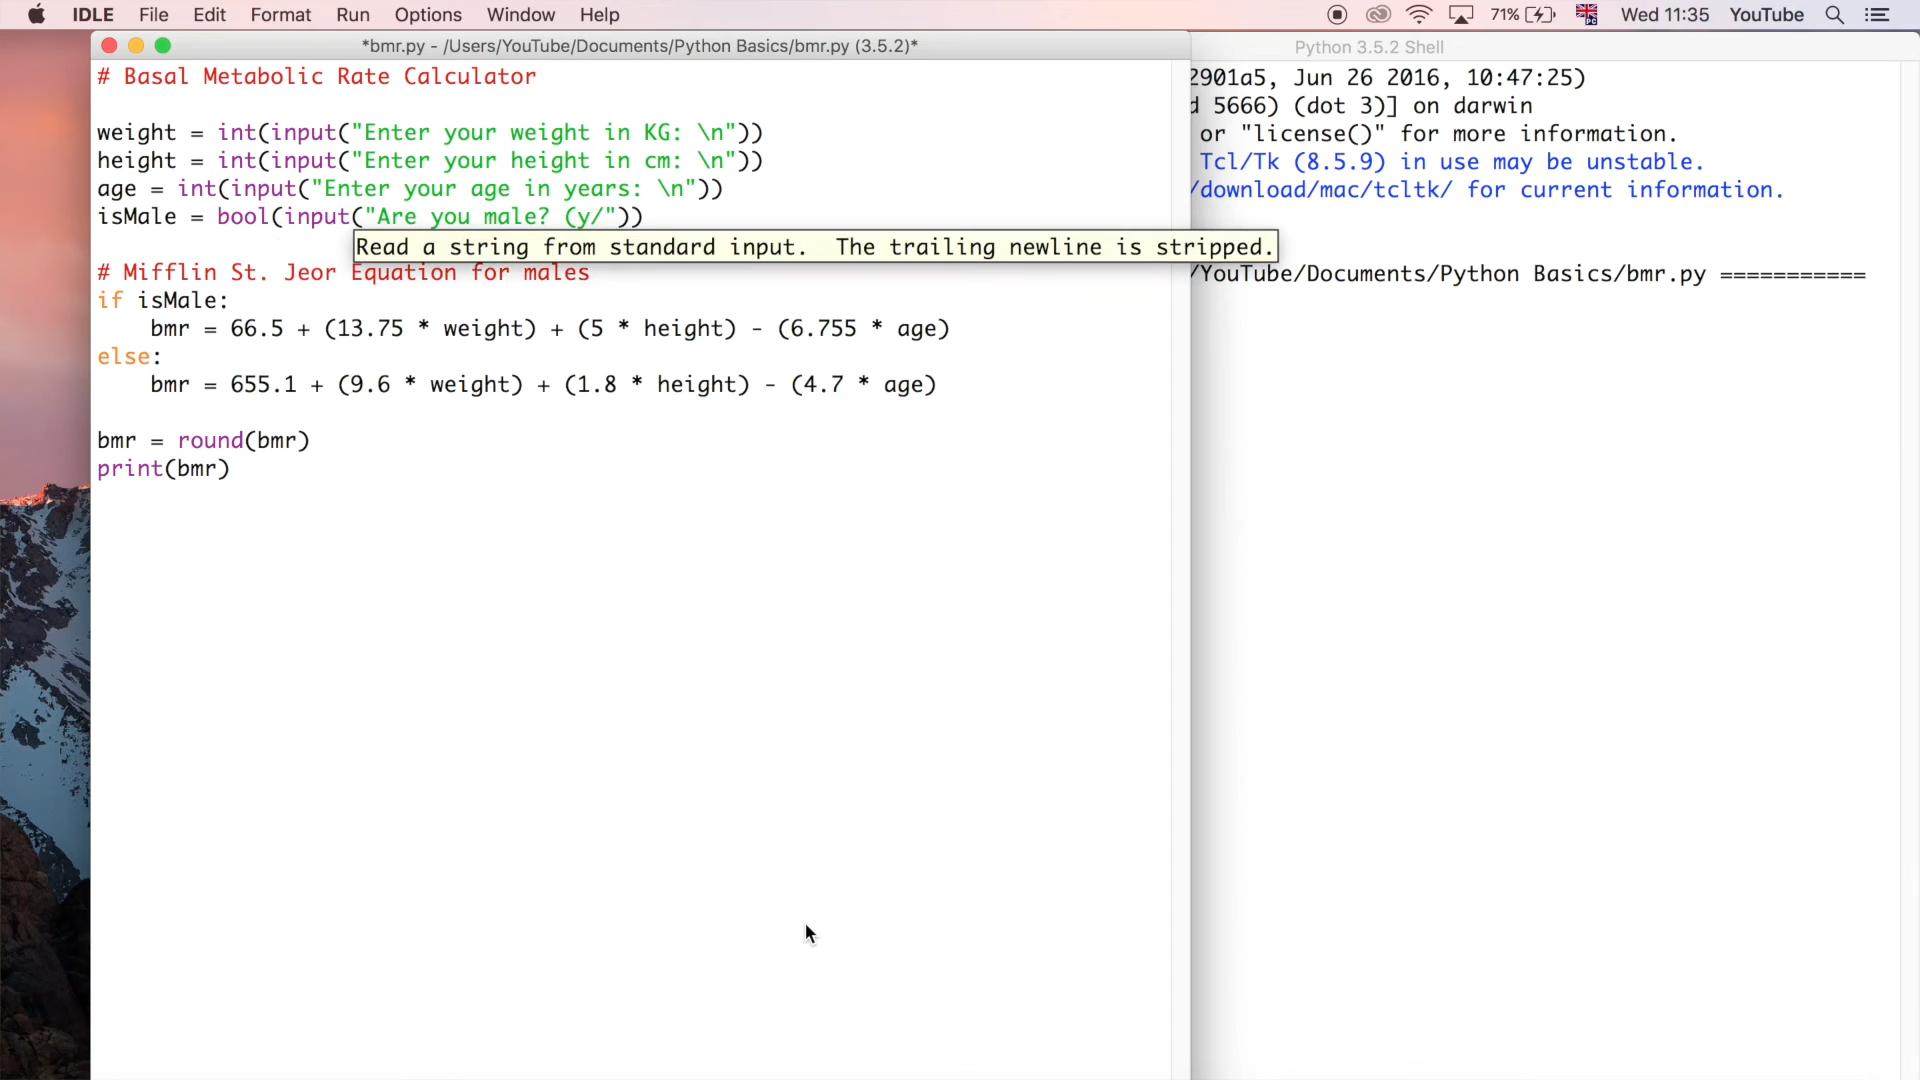 IDLE File Edit Format Run Options Window Help 71% Wed 11:35 YouTube
*bmr.py - /Users/YouTube/Documents/Python Basics/bmr.py (3.5.2)*
# Basal Metabolic Rate Calculator
weight = int(input("Enter your weight in KG: \n"))
height = int(input("Enter your height in cm: \n"))
age = int(input("Enter your age in years: \n"))
isMale = bool(input("Are you male? (y/"))
Read a string from standard input.  The trailing newline is stripped.
# Mifflin St. Jeor Equation for males
if isMale:
    bmr = 66.5 + (13.75 * weight) + (5 * height) - (6.755 * age)
else:
    bmr = 655.1 + (9.6 * weight) + (1.8 * height) - (4.7 * age)
bmr = round(bmr)
print(bmr)
Python 3.5.2 Shell
2901a5, Jun 26 2016, 10:47:25)
d 5666) (dot 3)] on darwin
or "license()" for more information.
Tcl/Tk (8.5.9) in use may be unstable.
/download/mac/tcltk/ for current information.
/YouTube/Documents/Python Basics/bmr.py ===========